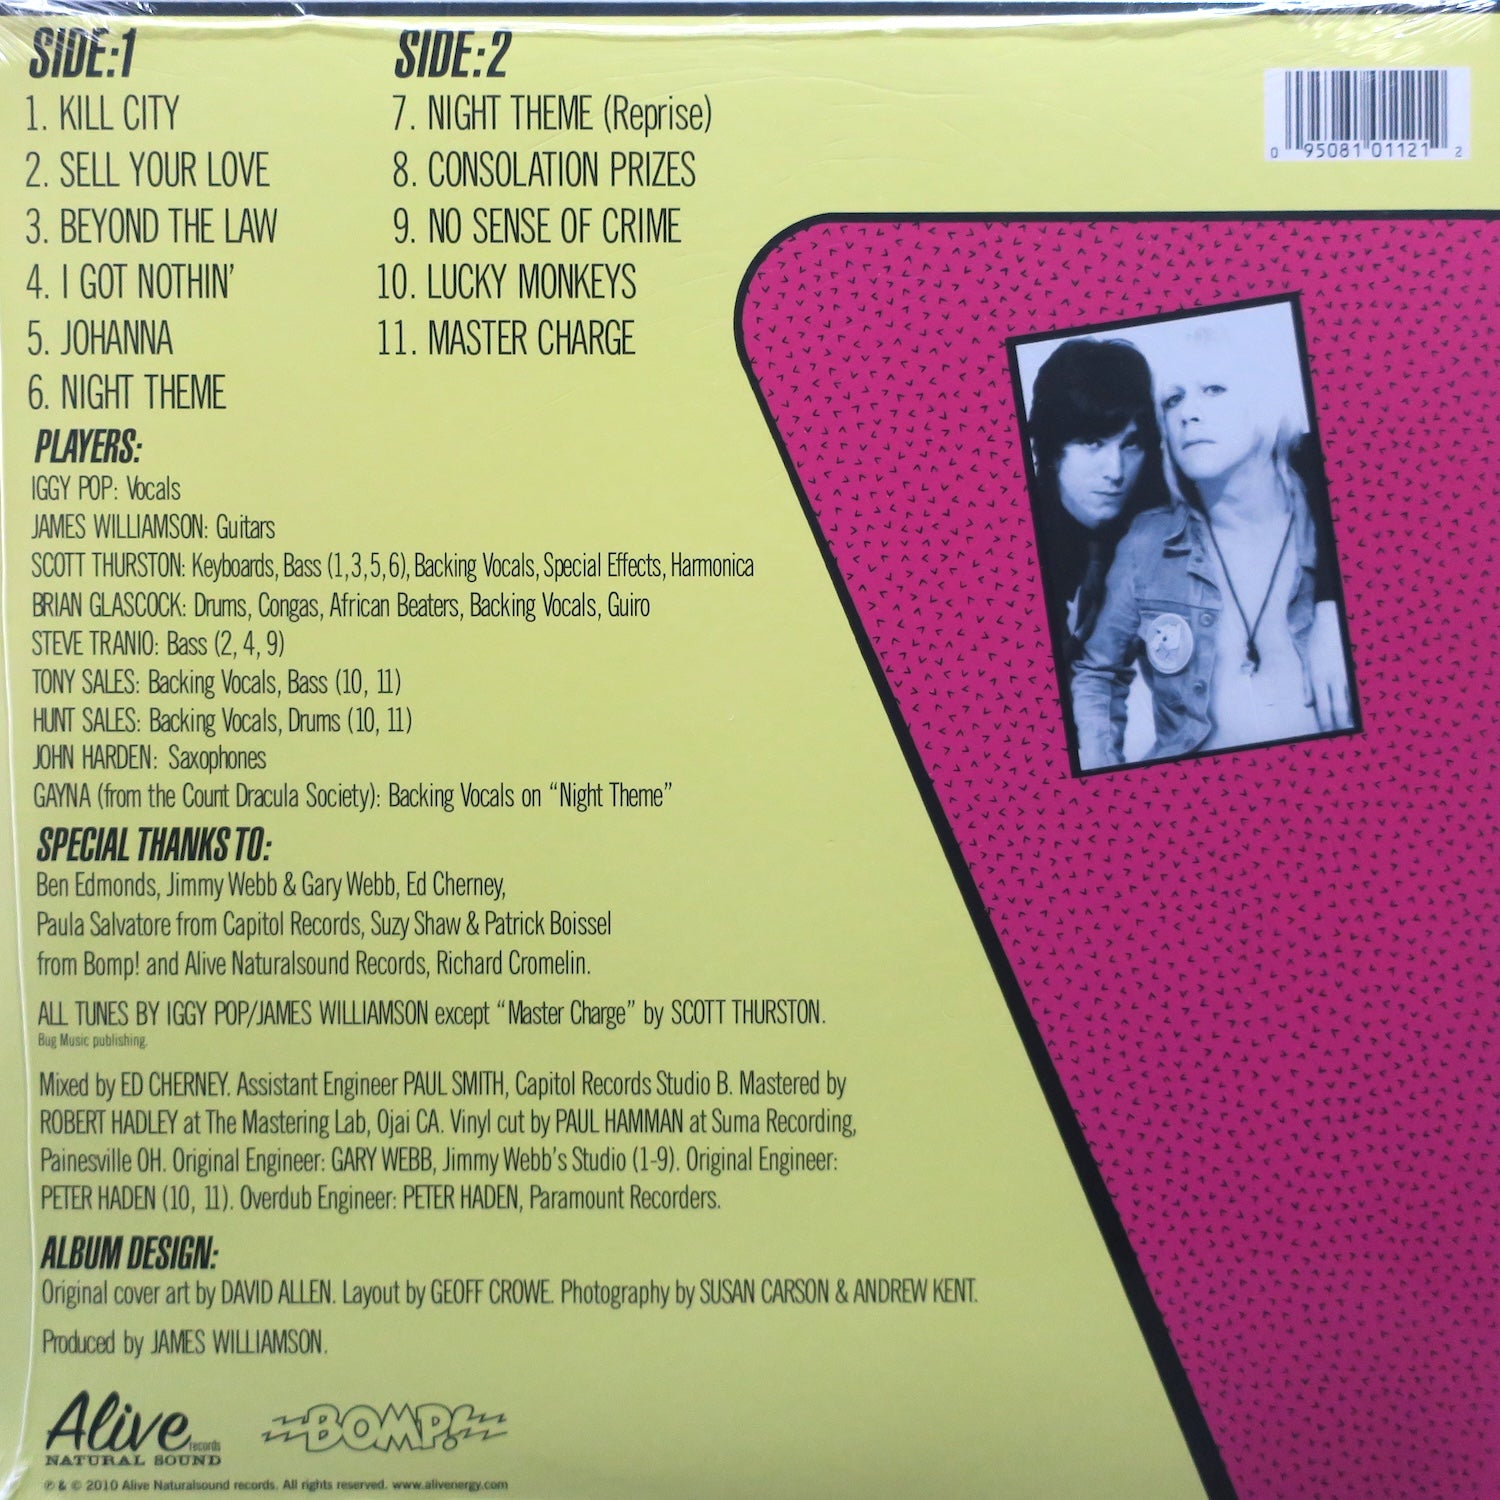 SIDE:1
1. KILL CITY
2. SELL YOUR LOVE
3. BEYOND THE LAW
4. I GOT NOTHIN'
5. JOHANNA
6. NIGHT THEME
SIDE:2
7. NIGHT THEME (Reprise)
8. CONSOLATION PRIZES
9. NO SENSE OF CRIME
10. LUCKY MONKEYS
11. MASTER CHARGE
0 95081 01121 2
PLAYERS:
IGGY POP: Vocals
JAMES WILLIAMSON: Guitars
SCOTT THURSTON: Keyboards, Bass (1,3,5,6), Backing Vocals, Special Effects, Harmonica
BRIAN GLASCOCK: Drums, Congas, African Beaters, Backing Vocals, Guiro
STEVE TRANIO: Bass (2, 4, 9)
TONY SALES: Backing Vocals, Bass (10, 11)
HUNT SALES: Backing Vocals, Drums (10, 11)
JOHN HARDEN: Saxophones
GAYNA (from the Count Dracula Society): Backing Vocals on "Night Theme"
SPECIAL THANKS TO:
Ben Edmonds, Jimmy Webb & Gary Webb, Ed Cherney,
Paula Salvatore from Capitol Records, Suzy Shaw & Patrick Boissel
from Bomp! and Alive Naturalsound Records, Richard Cromelin.
ALL TUNES BY IGGY POP/JAMES WILLIAMSON except "Master Charge" by SCOTT THURSTON.
Bug Music publishing.
Mixed by ED CHERNEY. Assistant Engineer PAUL SMITH, Capitol Records Studio B. Mastered by
ROBERT HADLEY at The Mastering Lab, Ojai CA. Vinyl cut by PAUL HAMMAN at Suma Recording,
Painesville OH. Original Engineer: GARY WEBB, Jimmy Webb's Studio (1-9). Original Engineer:
PETER HADEN (10, 11). Overdub Engineer: PETER HADEN, Paramount Recorders.
ALBUM DESIGN:
Original cover art by DAVID ALLEN. Layout by GEOFF CROWE. Photography by SUSAN CARSON & ANDREW KENT.
Produced by JAMES WILLIAMSON.
Alive records
NATURAL SOUND
BOMP!
℗ & © 2010 Alive Naturalsound records. All rights reserved. www.alivenergy.com